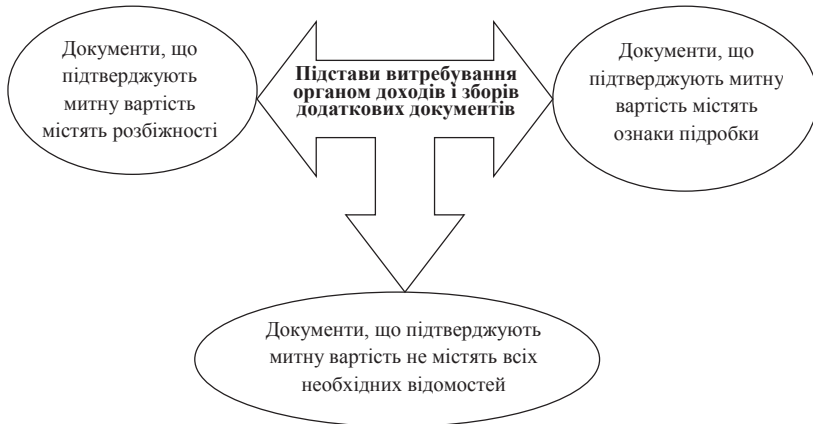 Документи, що
підтверджують
митну вартість
містять розбіжності
Підстави витребування
органом доходів і зборів
додаткових документів
Документи, що
підтверджують митну
вартість містять
ознаки підробки
Документи, що підтверджують
митну вартість не містять всіх
необхідних відомостей